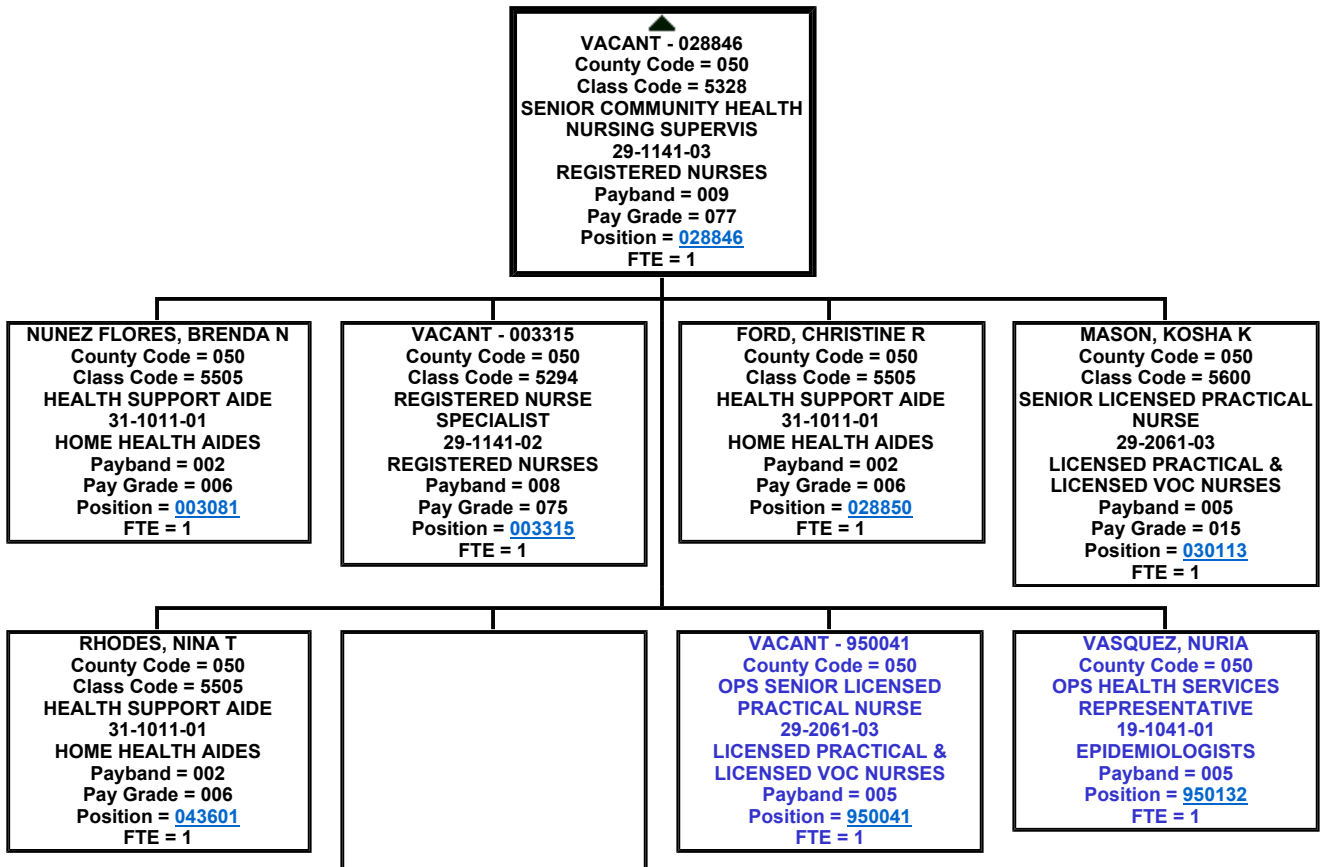 VACANT - 028846
County Code = 050
Class Code = 5328
SENIOR COMMUNITY HEALTH
NURSING SUPERVIS
29-1141-03
REGISTERED NURSES
Payband = 009
Pay Grade = 077
Position = 028846
FTE = 1
NUNEZ FLORES, BRENDA N
County Code = 050
Class Code = 5505
HEALTH SUPPORT AIDE
31-1011-01
HOME HEALTH AIDES
Payband = 002
Pay Grade = 006
Position = 003081
FTE = 1
VACANT - 003315
County Code = 050
Class Code = 5294
REGISTERED NURSE
SPECIALIST
29-1141-02
REGISTERED NURSES
Payband = 008
Pay Grade = 075
Position = 003315
FTE = 1
FORD, CHRISTINE R
County Code = 050
Class Code = 5505
HEALTH SUPPORT AIDE
31-1011-01
HOME HEALTH AIDES
Payband = 002
Pay Grade = 006
Position = 028850
FTE = 1
MASON, KOSHA K
County Code = 050
Class Code = 5600
SENIOR LICENSED PRACTICAL
NURSE
29-2061-03
LICENSED PRACTICAL &
LICENSED VOC NURSES
Payband = 005
Pay Grade = 015
Position = 030113
FTE = 1
RHODES, NINA T
County Code = 050
Class Code = 5505
HEALTH SUPPORT AIDE
31-1011-01
HOME HEALTH AIDES
Payband = 002
Pay Grade = 006
Position = 043601
FTE = 1
VACANT - 950041
County Code = 050
OPS SENIOR LICENSED
PRACTICAL NURSE
29-2061-03
LICENSED PRACTICAL &
LICENSED VOC NURSES
Payband = 005
Position = 950041
FTE = 1
VASQUEZ, NURIA
County Code = 050
OPS HEALTH SERVICES
REPRESENTATIVE
19-1041-01
EPIDEMIOLOGISTS
Payband = 005
Position = 950132
FTE = 1